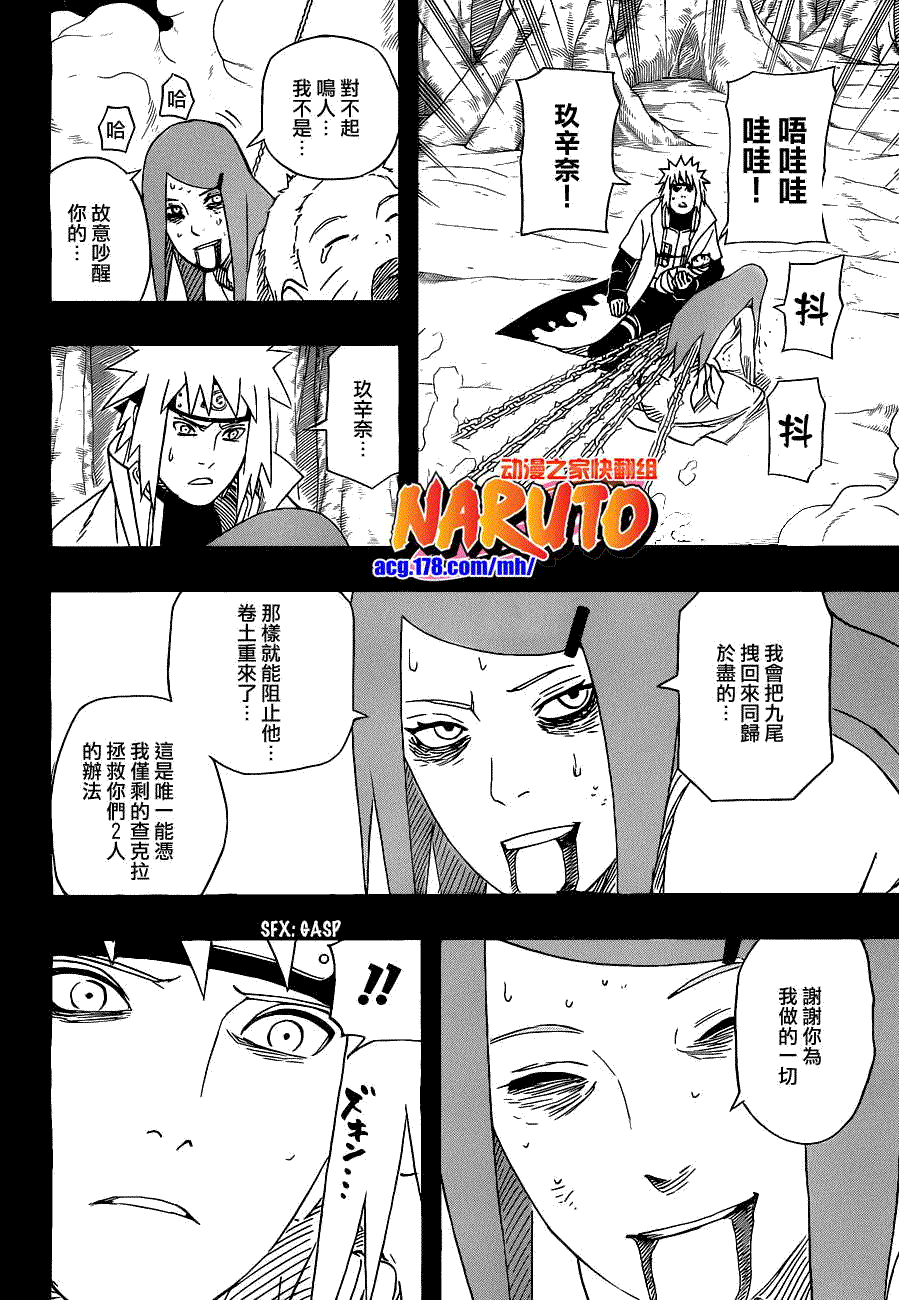 唔哇哇
哇哇！
玖辛奈！
抖
抖
對不起
鳴人…
我不是…
哈
哈
故意吵醒
你的…
玖辛奈…
动漫之家快翻组
NARUTO
acg.178.com/mh/
我會把九尾
拽回來同歸
於盡的…
那樣就能阻止他…
卷土重來了…
這是唯一能憑
我僅剩的查克拉
拯救你們2人
的辦法
謝謝你為
我做的一切
SFX: GASP
!!
ズキン…